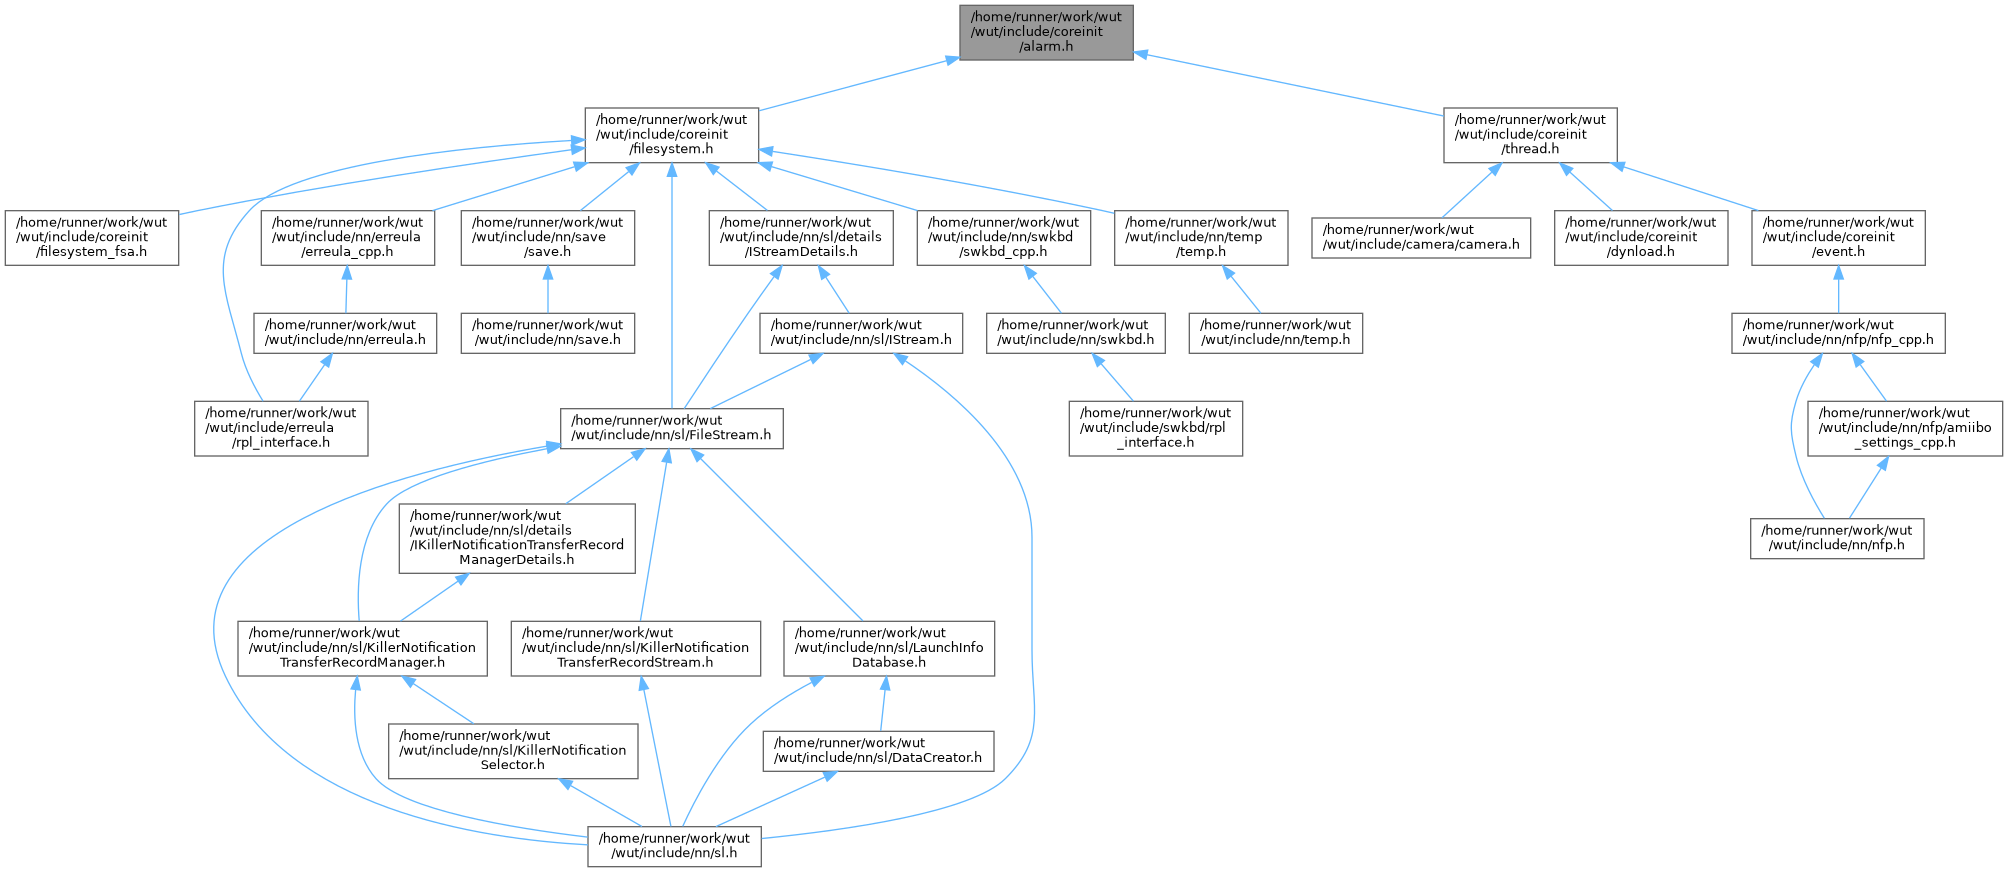 /home/runner/work/wut
/wut/include/coreinit
/alarm.h
/home/runner/work/wut
/wut/include/coreinit
/filesystem.h
/home/runner/work/wut
/wut/include/coreinit
/thread.h
/home/runner/work/wut
/wut/include/coreinit
/filesystem_fsa.h
/home/runner/work/wut
/wut/include/nn/erreula
/erreula_cpp.h
/home/runner/work/wut
/wut/include/nn/save
/save.h
/home/runner/work/wut
/wut/include/nn/sl/details
/IStreamDetails.h
/home/runner/work/wut
/wut/include/nn/swkbd
/swkbd_cpp.h
/home/runner/work/wut
/wut/include/nn/temp
/temp.h
/home/runner/work/wut
/wut/include/camera/camera.h
/home/runner/work/wut
/wut/include/coreinit
/dynload.h
/home/runner/work/wut
/wut/include/coreinit
/event.h
/home/runner/work/wut
/wut/include/nn/erreula.h
/home/runner/work/wut
/wut/include/nn/save.h
/home/runner/work/wut
/wut/include/nn/sl/IStream.h
/home/runner/work/wut
/wut/include/nn/swkbd.h
/home/runner/work/wut
/wut/include/nn/temp.h
/home/runner/work/wut
/wut/include/nn/nfp/nfp_cpp.h
/home/runner/work/wut
/wut/include/erreula
/rpl_interface.h
/home/runner/work/wut
/wut/include/nn/sl/FileStream.h
/home/runner/work/wut
/wut/include/swkbd/rpl
_interface.h
/home/runner/work/wut
/wut/include/nn/nfp/amiibo
_settings_cpp.h
/home/runner/work/wut
/wut/include/nn/sl/details
/IKillerNotificationTransferRecord
ManagerDetails.h
/home/runner/work/wut
/wut/include/nn/nfp.h
/home/runner/work/wut
/wut/include/nn/sl/KillerNotification
TransferRecordManager.h
/home/runner/work/wut
/wut/include/nn/sl/KillerNotification
TransferRecordStream.h
/home/runner/work/wut
/wut/include/nn/sl/LaunchInfo
Database.h
/home/runner/work/wut
/wut/include/nn/sl/KillerNotification
Selector.h
/home/runner/work/wut
/wut/include/nn/sl/DataCreator.h
/home/runner/work/wut
/wut/include/nn/sl.h